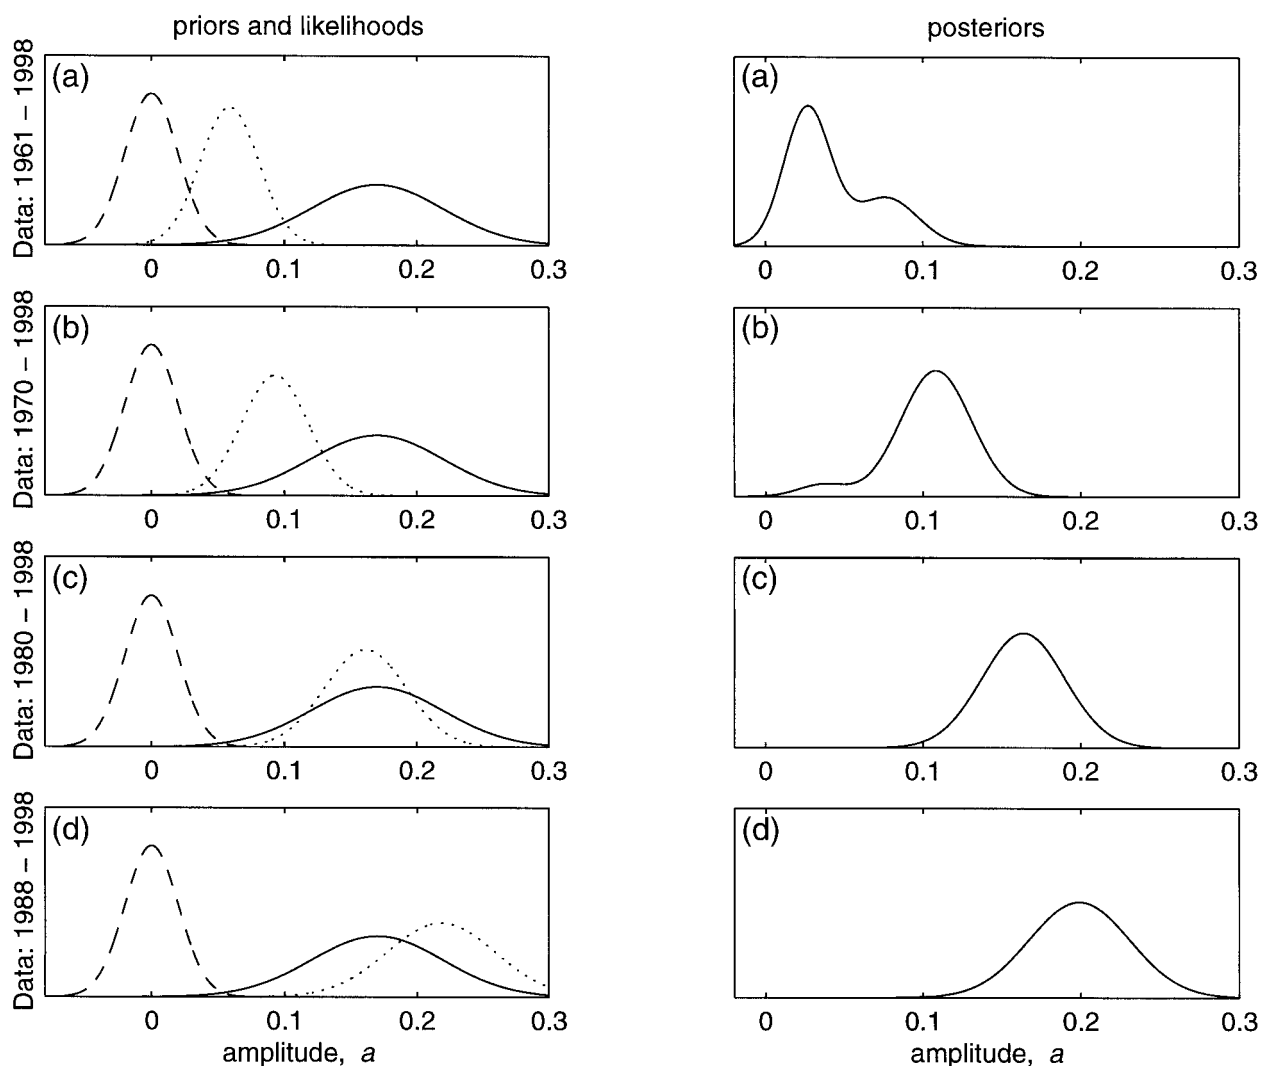 priors and likelihoods
posteriors
Data: 1961 – 1998
(a)
0
0.1
0.2
0.3
(a)
0
0.1
0.2
0.3
Data: 1970 – 1998
(b)
0
0.1
0.2
0.3
(b)
0
0.1
0.2
0.3
Data: 1980 – 1998
(c)
0
0.1
0.2
0.3
(c)
0
0.1
0.2
0.3
Data: 1988 – 1998
(d)
0
0.1
0.2
0.3
amplitude, a
(d)
0
0.1
0.2
0.3
amplitude, a